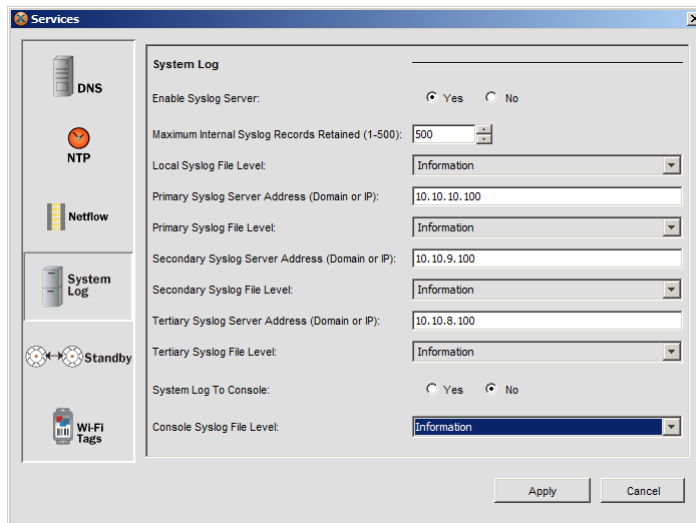 Services
DNS
NTP
Netflow
System
Log
Standby
Wi-Fi
Tags
System Log
Enable Syslog Server: Yes No
Maximum Internal Syslog Records Retained (1-500): 500
Local Syslog File Level: Information
Primary Syslog Server Address (Domain or IP): 10.10.10.100
Primary Syslog File Level: Information
Secondary Syslog Server Address (Domain or IP): 10.10.9.100
Secondary Syslog File Level: Information
Tertiary Syslog Server Address (Domain or IP): 10.10.8.100
Tertiary Syslog File Level: Information
System Log To Console: Yes No
Console Syslog File Level: Information
Apply Cancel